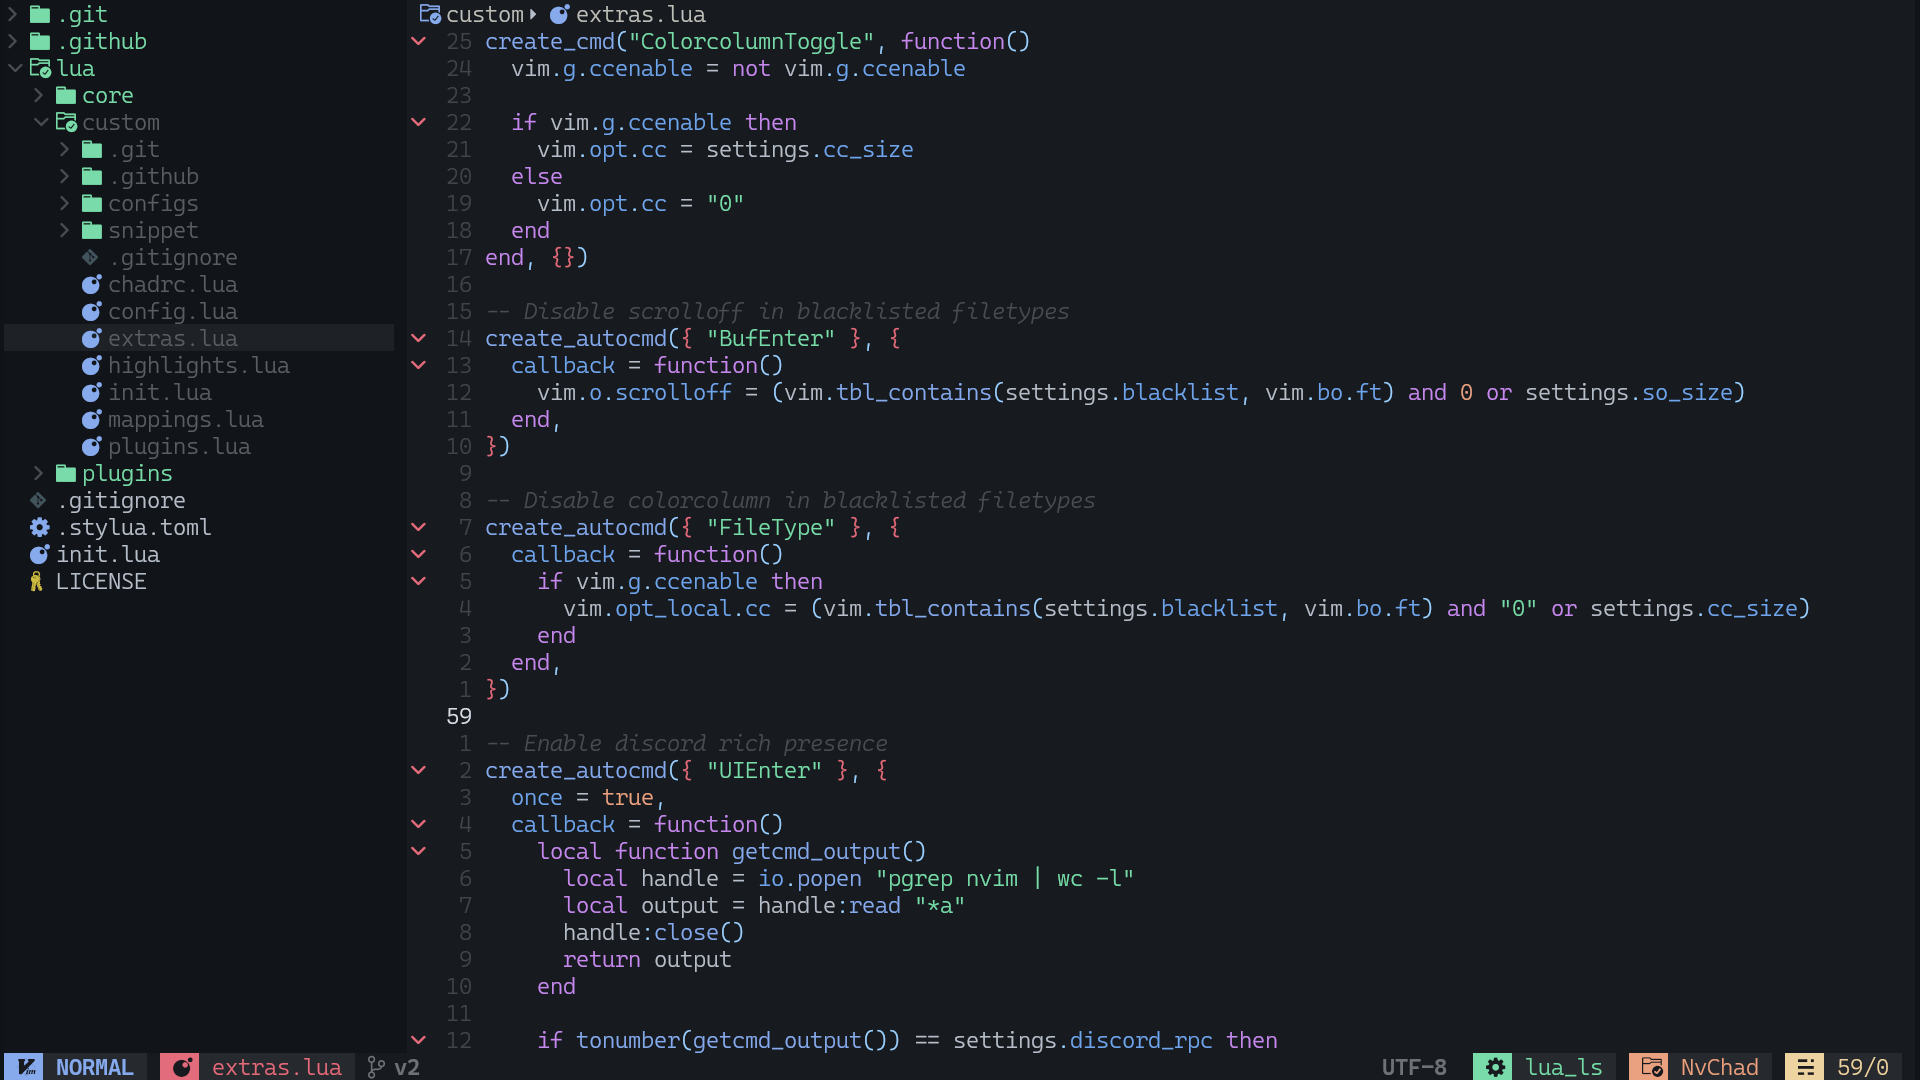 .git
.github
lua
core
custom
.git
.github
configs
snippet
.gitignore
chadrc.lua
config.lua
extras.lua
highlights.lua
init.lua
mappings.lua
plugins.lua
plugins
.gitignore
.stylua.toml
init.lua
LICENSE
custom extras.lua
25 create_cmd("ColorcolumnToggle", function()
24   vim.g.ccenable = not vim.g.ccenable
23
22   if vim.g.ccenable then
21     vim.opt.cc = settings.cc_size
20   else
19     vim.opt.cc = "0"
18   end
17 end, {})
16
15 -- Disable scrolloff in blacklisted filetypes
14 create_autocmd({ "BufEnter" }, {
13   callback = function()
12     vim.o.scrolloff = (vim.tbl_contains(settings.blacklist, vim.bo.ft) and 0 or settings.so_size)
11   end,
10 })
9
8 -- Disable colorcolumn in blacklisted filetypes
7 create_autocmd({ "FileType" }, {
6   callback = function()
5     if vim.g.ccenable then
4       vim.opt_local.cc = (vim.tbl_contains(settings.blacklist, vim.bo.ft) and "0" or settings.cc_size)
3     end
2   end,
1 })
59
1 -- Enable discord rich presence
2 create_autocmd({ "UIEnter" }, {
3   once = true,
4   callback = function()
5     local function getcmd_output()
6       local handle = io.popen "pgrep nvim | wc -l"
7       local output = handle:read "*a"
8       handle:close()
9       return output
10     end
11
12     if tonumber(getcmd_output()) == settings.discord_rpc then
NORMAL extras.lua v2 UTF-8 lua_ls NvChad 59/0